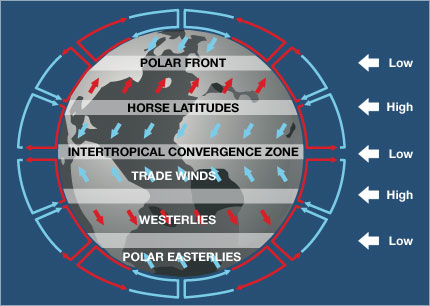 POLAR FRONT
Low
HORSE LATITUDES
High
INTERTROPICAL CONVERGENCE ZONE
Low
TRADE WINDS
High
WESTERLIES
Low
POLAR EASTERLIES